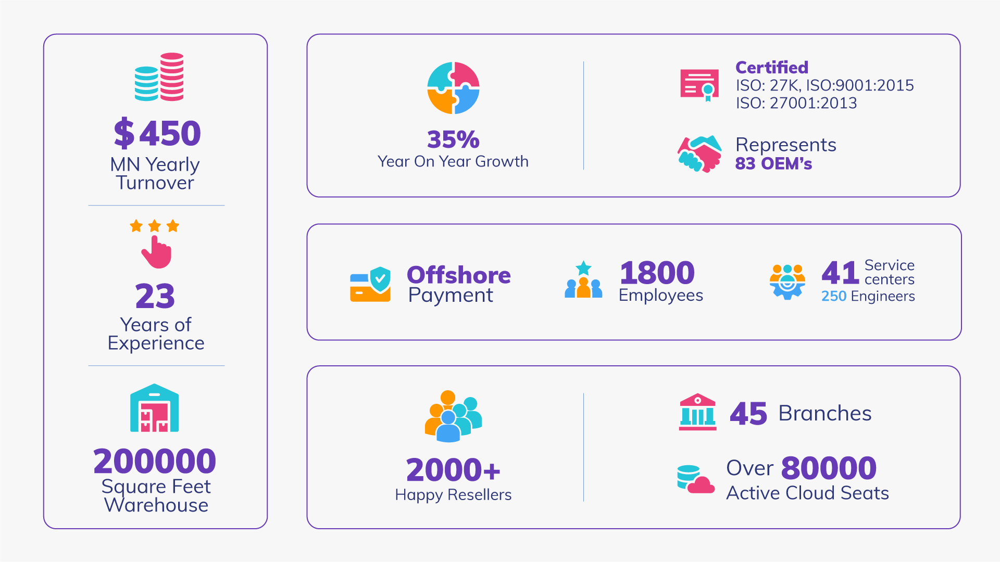 $450
MN Yearly
Turnover
23
Years of
Experience
200000
Square Feet
Warehouse
35%
Year On Year Growth
Certified
ISO: 27K, ISO:9001:2015
ISO: 27001:2013
Represents
83 OEM’s
Offshore
Payment
1800
Employees
41 Service
centers
250 Engineers
2000+
Happy Resellers
45 Branches
Over 80000
Active Cloud Seats